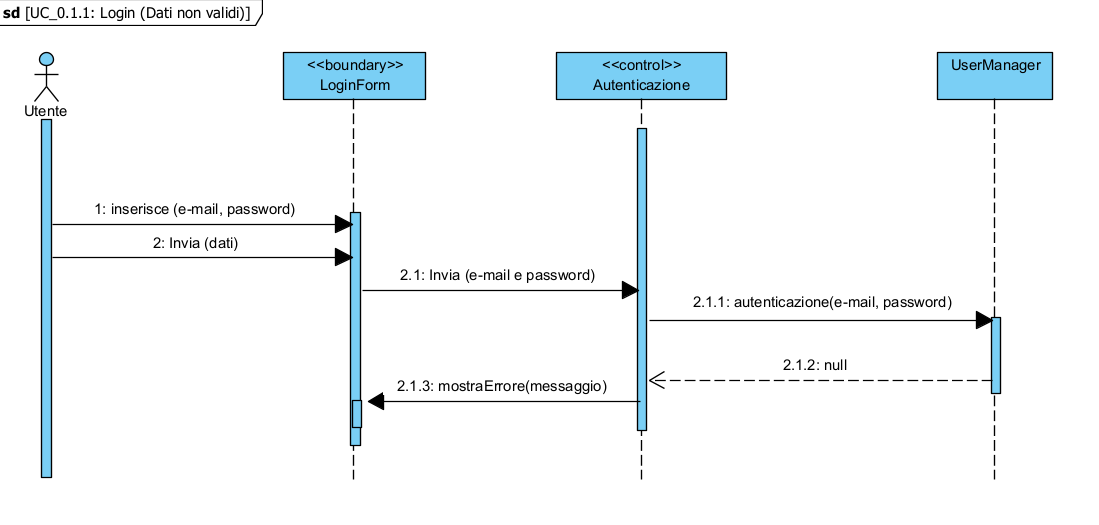 sd [UC_0.1.1: Login (Dati non validi)]
<<boundary>>
LoginForm
<<control>>
Autenticazione
UserManager
Utente
1: inserisce (e-mail, password)
2: Invia (dati)
2.1: Invia (e-mail e password)
2.1.1: autenticazione(e-mail, password)
2.1.2: null
2.1.3: mostraErrore(messaggio)